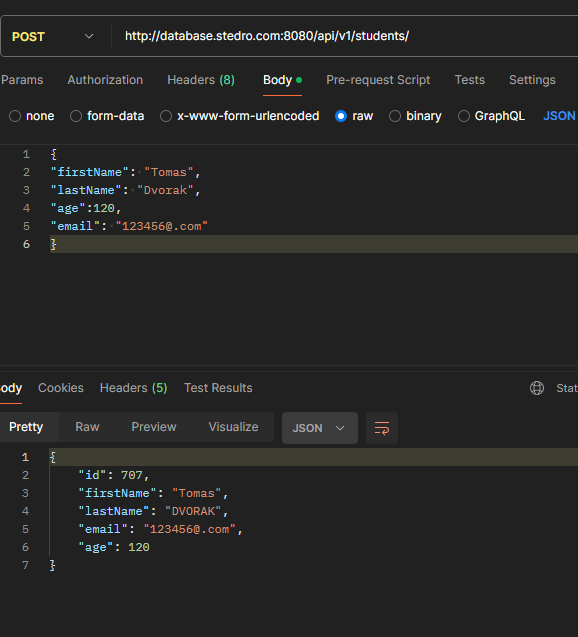 POST http://database.stedro.com:8080/api/v1/students/
Params Authorization Headers (8) Body Pre-request Script Tests Settings
none form-data x-www-form-urlencoded raw binary GraphQL JSON
1 {
2 "firstName": "Tomas",
3 "lastName": "Dvorak",
4 "age":120,
5 "email": "123456@.com"
6 }
ody Cookies Headers (5) Test Results Stat
Pretty Raw Preview Visualize JSON
1 {
2 "id": 707,
3 "firstName": "Tomas",
4 "lastName": "DVORAK",
5 "email": "123456@.com",
6 "age": 120
7 }